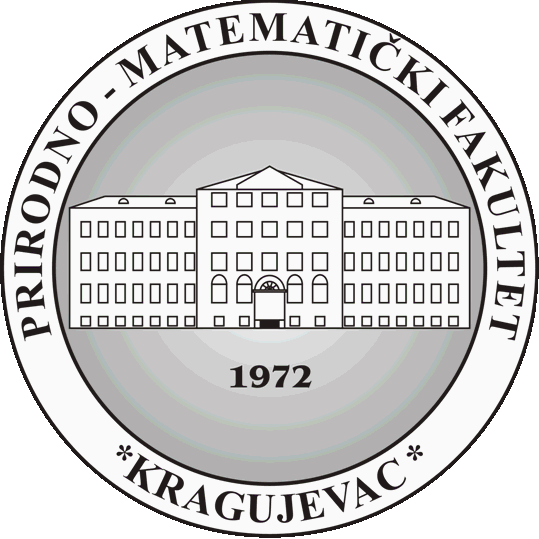 PRIRODNO - MATEMATIČKI FAKULTET
1972
*KRAGUJEVAC*